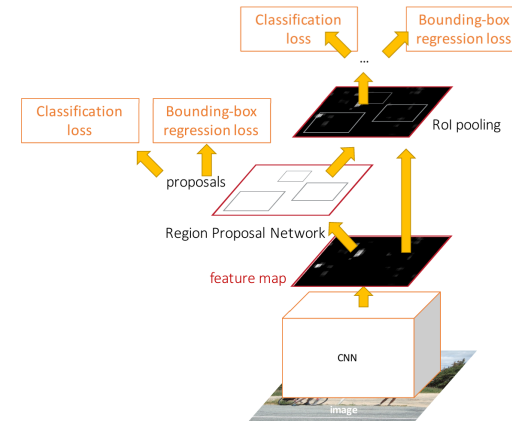 Classification
loss
Bounding-box
regression loss
...
RoI pooling
Classification
loss
Bounding-box
regression loss
proposals
Region Proposal Network
feature map
CNN
image